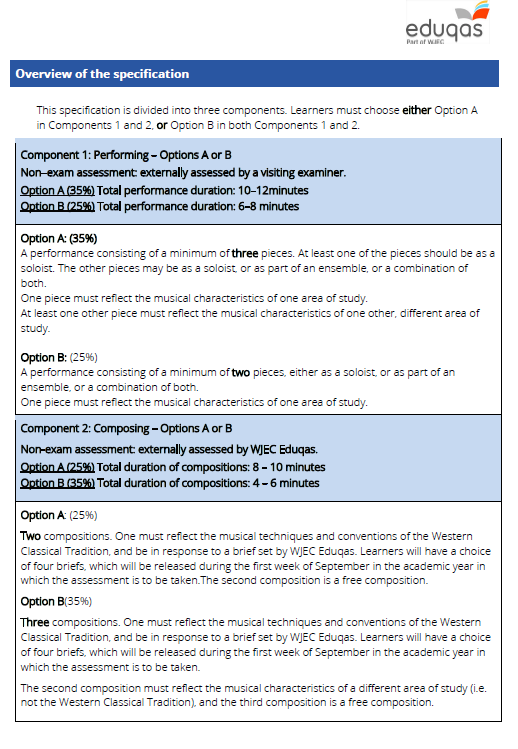 eduqas
Part of WJEC
Overview of the specification
This specification is divided into three components. Learners must choose either Option A
in Components 1 and 2, or Option B in both Components 1 and 2.
Component 1: Performing – Options A or B
Non–exam assessment: externally assessed by a visiting examiner.
Option A (35%) Total performance duration: 10–12minutes
Option B (25%) Total performance duration: 6–8 minutes
Option A: (35%)
A performance consisting of a minimum of three pieces. At least one of the pieces should be as a
soloist. The other pieces may be as a soloist, or as part of an ensemble, or a combination of
both.
One piece must reflect the musical characteristics of one area of study.
At least one other piece must reflect the musical characteristics of one other, different area of
study.
Option B: (25%)
A performance consisting of a minimum of two pieces, either as a soloist, or as part of an
ensemble, or a combination of both.
One piece must reflect the musical characteristics of one area of study.
Component 2: Composing – Options A or B
Non-exam assessment: externally assessed by WJEC Eduqas.
Option A (25%) Total duration of compositions: 8 – 10 minutes
Option B (35%) Total duration of compositions: 4 – 6 minutes
Option A: (25%)
Two compositions. One must reflect the musical techniques and conventions of the Western
Classical Tradition, and be in response to a brief set by WJEC Eduqas. Learners will have a choice
of four briefs, which will be released during the first week of September in the academic year in
which the assessment is to be taken.The second composition is a free composition.
Option B(35%)
Three compositions. One must reflect the musical techniques and conventions of the Western
Classical Tradition, and be in response to a brief set by WJEC Eduqas. Learners will have a choice
of four briefs, which will be released during the first week of September in the academic year in
which the assessment is to be taken.
The second composition must reflect the musical characteristics of a different area of study (i.e.
not the Western Classical Tradition), and the third composition is a free composition.